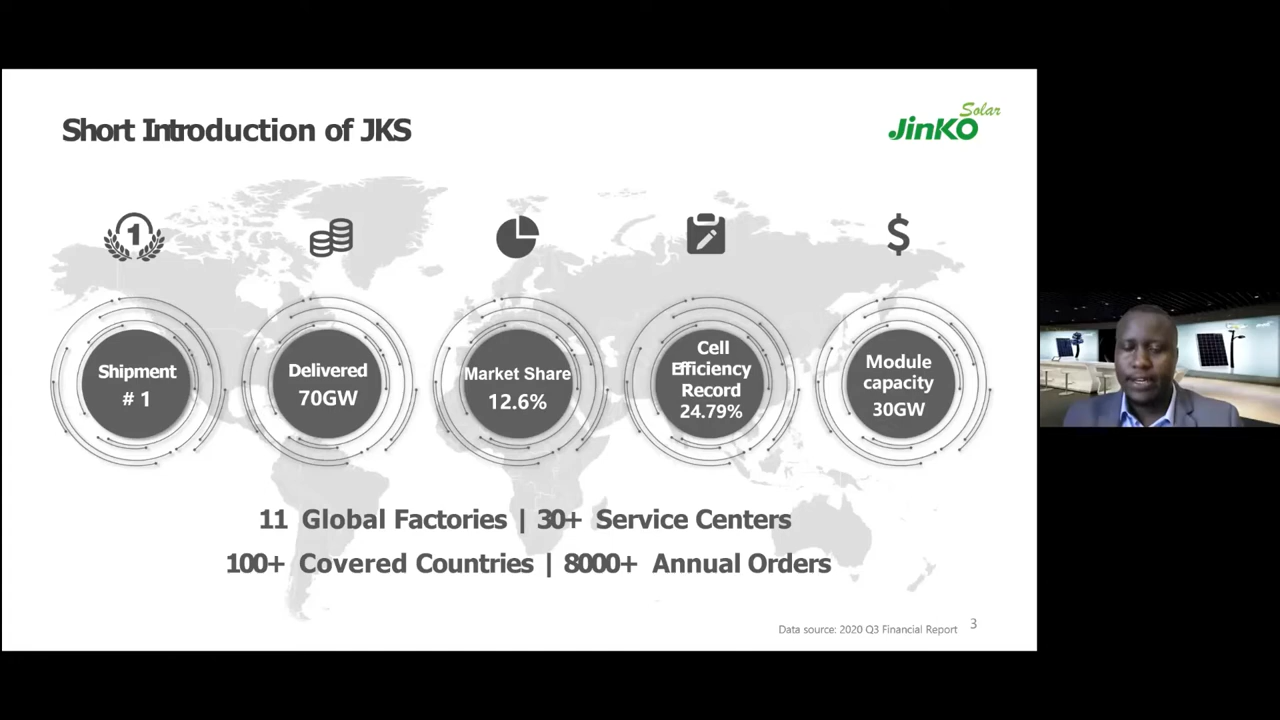 Short Introduction of JKS
Solar
JinKO
1
$
Shipment
# 1
Delivered
70GW
Market Share
12.6%
Cell
Efficiency
Record
24.79%
Module
capacity
30GW
11 Global Factories | 30+ Service Centers
100+ Covered Countries | 8000+ Annual Orders
Data source: 2020 Q3 Financial Report
3